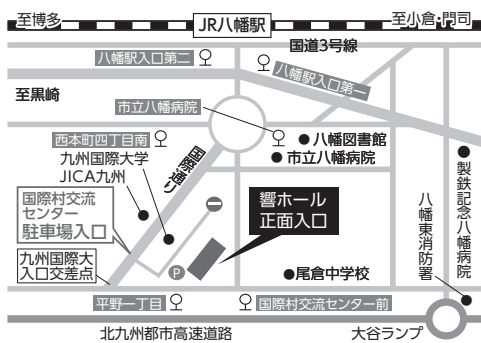 至博多
JR八幡駅
至小倉・門司
国道3号線
八幡駅入口第二
八幡駅入口第一
至黒崎
市立八幡病院
西本町四丁目南
九州国際大学
JICA九州
国際通り
八幡図書館
市立八幡病院
国際村交流
センター
駐車場入口
響ホール
正面入口
九州国際大
入口交差点
P
尾倉中学校
八幡東消防署
製鉄記念八幡病院
平野一丁目
国際村交流センター前
北九州都市高速道路
大谷ランプ